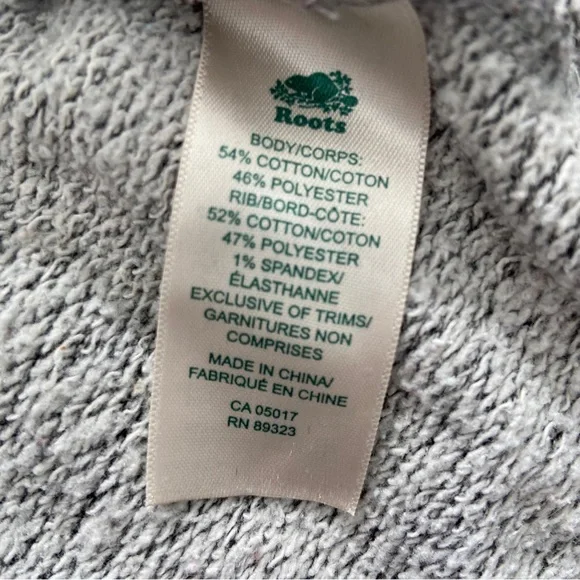 Roots
BODY/CORPS:
54% COTTON/COTON
46% POLYESTER
RIB/BORD-CÔTE:
52% COTTON/COTON
47% POLYESTER
1% SPANDEX/
ÉLASTHANNE
EXCLUSIVE OF TRIMS/
GARNITURES NON
COMPRISES
MADE IN CHINA/
FABRIQUÉ EN CHINE
CA 05017
RN 89323